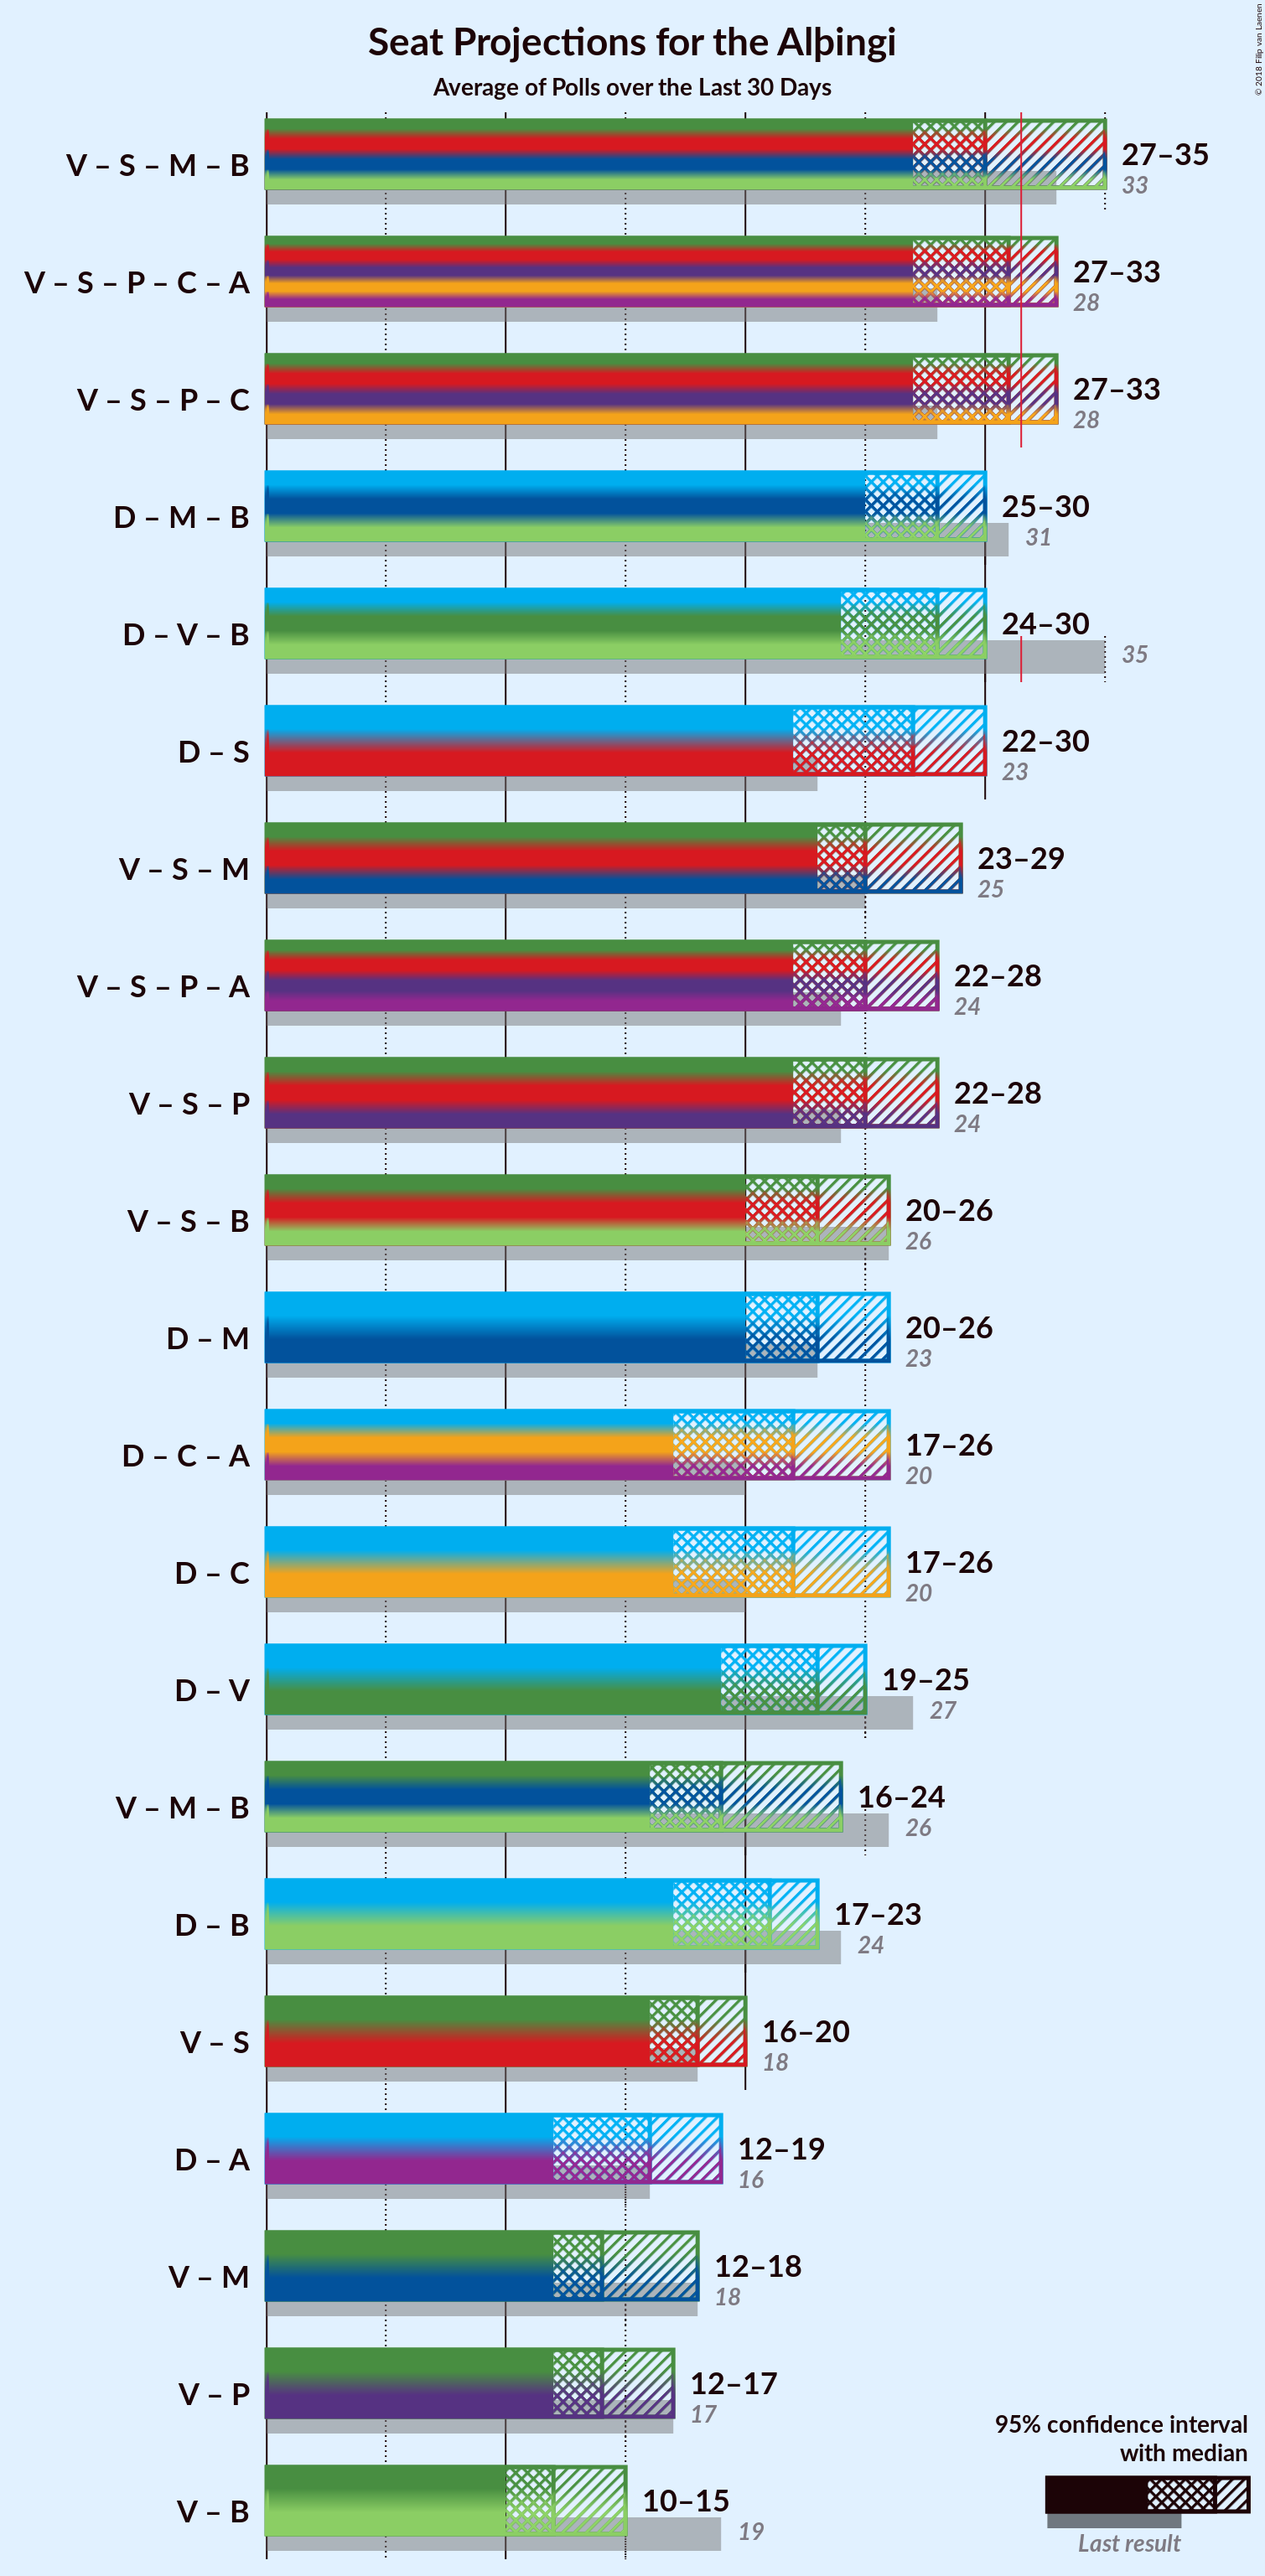 Seat Projections for the Alþingi
Average of Polls over the Last 30 Days
© 2018 Filip van Laenen
V – S – M – B
27–35
33
V – S – P – C – A
27–33
28
V – S – P – C
27–33
28
D – M – B
25–30
31
D – V – B
24–30
35
D – S
22–30
23
V – S – M
23–29
25
V – S – P – A
22–28
24
V – S – P
22–28
24
V – S – B
20–26
26
D – M
20–26
23
D – C – A
17–26
20
D – C
17–26
20
D – V
19–25
27
V – M – B
16–24
26
D – B
17–23
24
V – S
16–20
18
D – A
12–19
16
V – M
12–18
18
V – P
12–17
17
V – B
10–15
19
95% confidence interval
with median
Last result